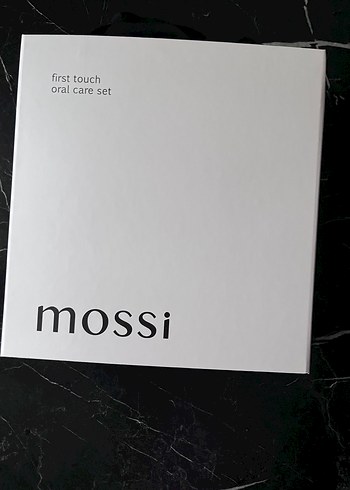 first touch
oral care set
mossi